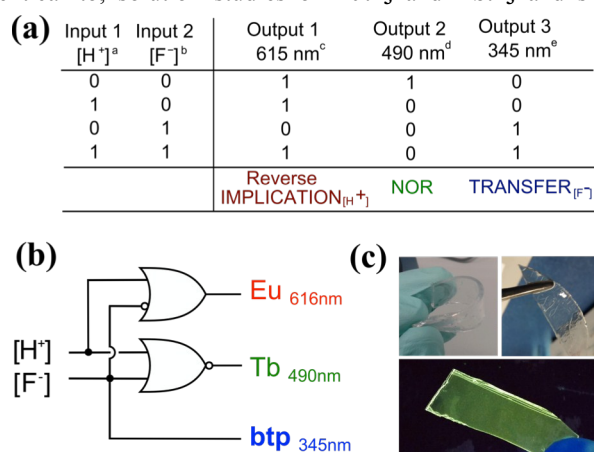 (a) Input 1 Input 2 Output 1 Output 2 Output 3
[H⁺]ᵃ [F⁻]ᵇ 615 nmᶜ 490 nmᵈ 345 nmᵉ
0 0 1 1 0
1 0 1 0 0
0 1 0 0 1
1 1 1 0 1
Reverse
IMPLICATION[H⁺] NOR TRANSFER[F⁻]
(b) (c)
Eu 616nm
[H⁺]
Tb 490nm
[F⁻]
btp 345nm